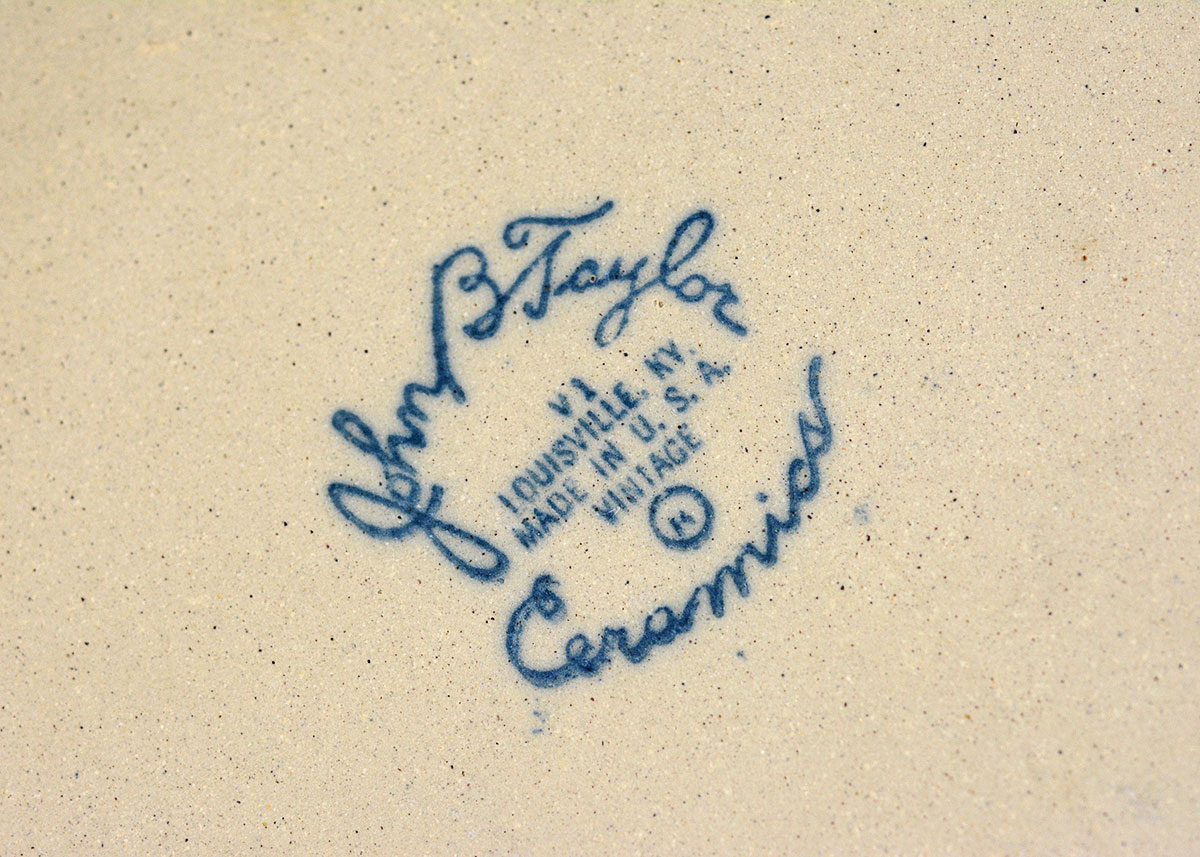 John B Taylor
V1
LOUISVILLE, KY.
MADE IN U. S. A.
VINTAGE
Ceramics